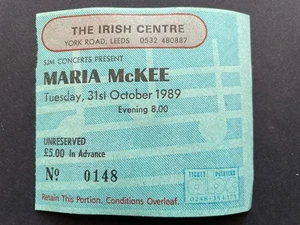 THE IRISH CENTRE
YORK ROAD, LEEDS 0532 480887
SJM CONCERTS PRESENT
MARIA McKEE
Tuesday, 31st October 1989
Evening 8.00
UNRESERVED
£5.00 In Advance
No 0148
Retain This Portion. Conditions Overleaf.